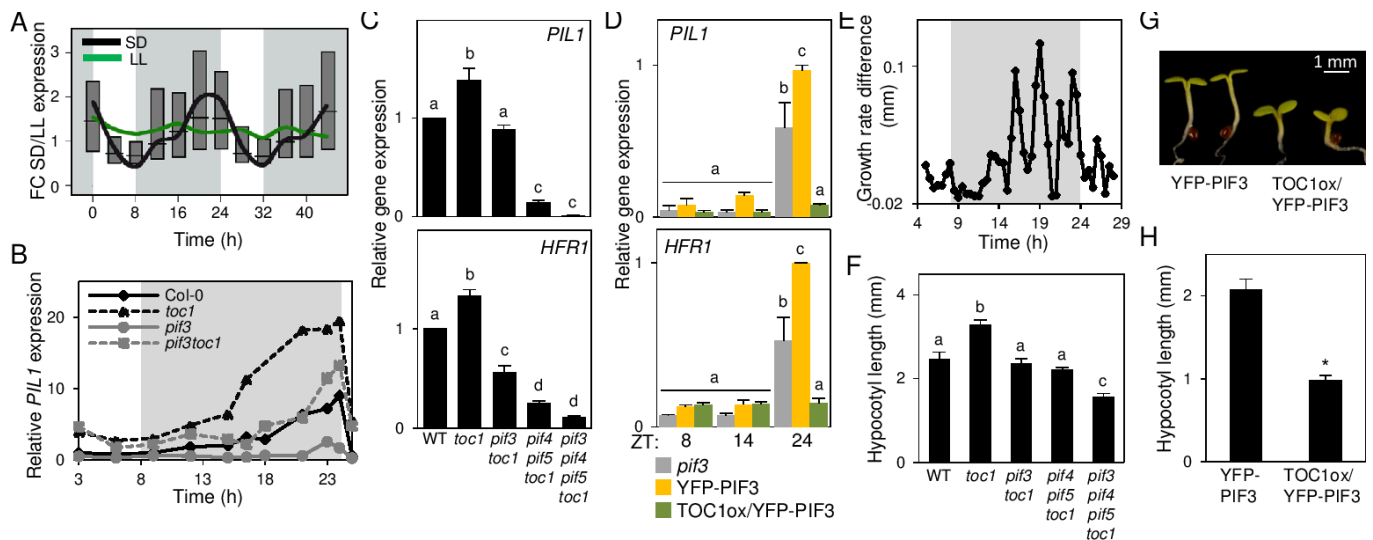 A
FC SD/LL expression
3
2
1
0
SD
LL
0 8 16 24 32 40
Time (h)
B
Relative PIL1 expression
20
10
0
Col-0
toc1
pif3
pif3toc1
3 8 13 18 23
Time (h)
C
Relative gene expression
PIL1
1
0
a b a c c
HFR1
1
0
a b c d d
WT toc1 pif3 pif4 pif3
toc1 pif5 pif4
toc1 pif5
toc1
D
Relative gene expression
PIL1
1
0
a b c a
HFR1
1
0
a b c a
ZT: 8 14 24
pif3
YFP-PIF3
TOC1ox/YFP-PIF3
E
Growth rate difference
(mm)
0.1
-0.02
4 9 14 19 24 29
Time (h)
F
Hypocotyl length (mm)
4
2
0
a b a a c
WT toc1 pif3 pif4 pif3
toc1 pif5 pif4
toc1 pif5
toc1
G
1 mm
YFP-PIF3 TOC1ox/
YFP-PIF3
H
Hypocotyl length (mm)
2
1
0
*
YFP- TOC1ox/
PIF3 YFP-PIF3